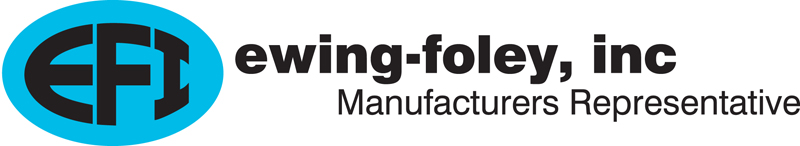 EFI
ewing-foley, inc
Manufacturers Representative